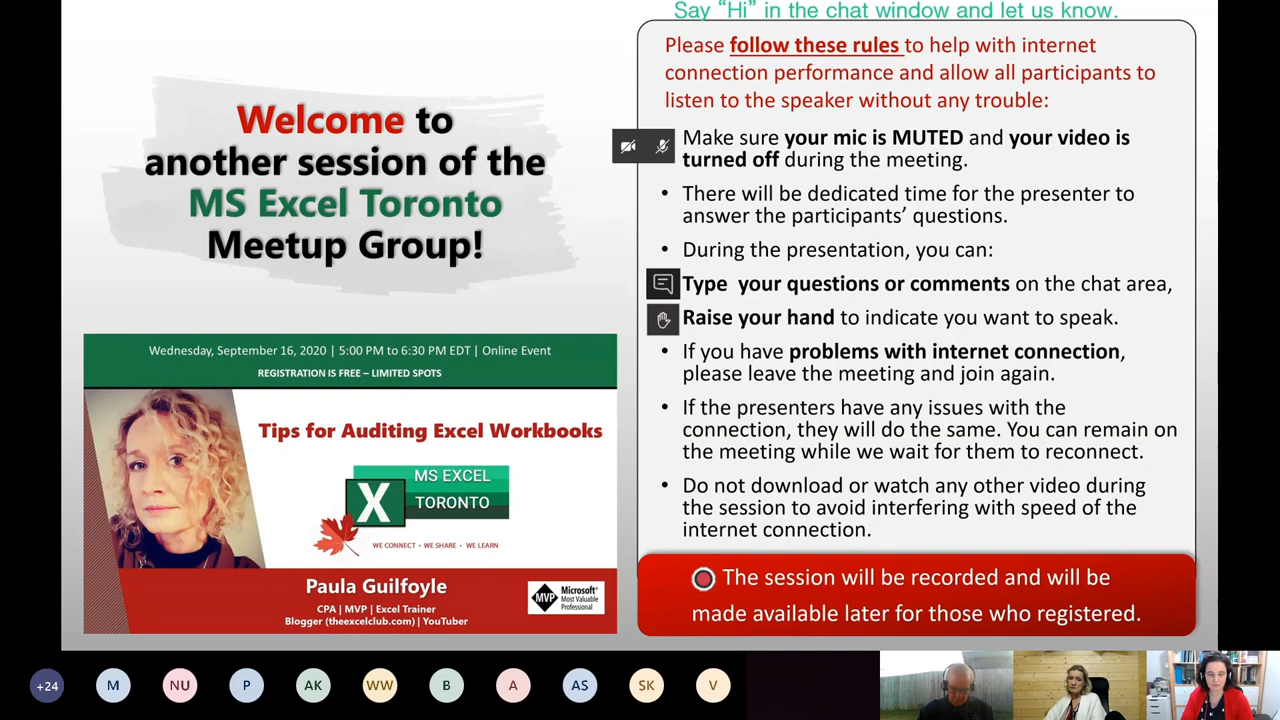 Say “Hi” in the chat window and let us know.
Welcome to
another session of the
MS Excel Toronto
Meetup Group!
Wednesday, September 16, 2020 | 5:00 PM to 6:30 PM EDT | Online Event
REGISTRATION IS FREE – LIMITED SPOTS
Tips for Auditing Excel Workbooks
X
MS EXCEL
TORONTO
WE CONNECT • WE SHARE • WE LEARN
Paula Guilfoyle
CPA | MVP | Excel Trainer
Blogger (theexcelclub.com) | YouTuber
MVP
Microsoft®
Most Valuable
Professional
Please follow these rules to help with internet
connection performance and allow all participants to
listen to the speaker without any trouble:
Make sure your mic is MUTED and your video is
turned off during the meeting.
• There will be dedicated time for the presenter to
answer the participants’ questions.
• During the presentation, you can:
Type your questions or comments on the chat area,
Raise your hand to indicate you want to speak.
• If you have problems with internet connection,
please leave the meeting and join again.
• If the presenters have any issues with the
connection, they will do the same. You can remain on
the meeting while we wait for them to reconnect.
• Do not download or watch any other video during
the session to avoid interfering with speed of the
internet connection.
The session will be recorded and will be
made available later for those who registered.
+24 M NU P AK WW B A AS SK V